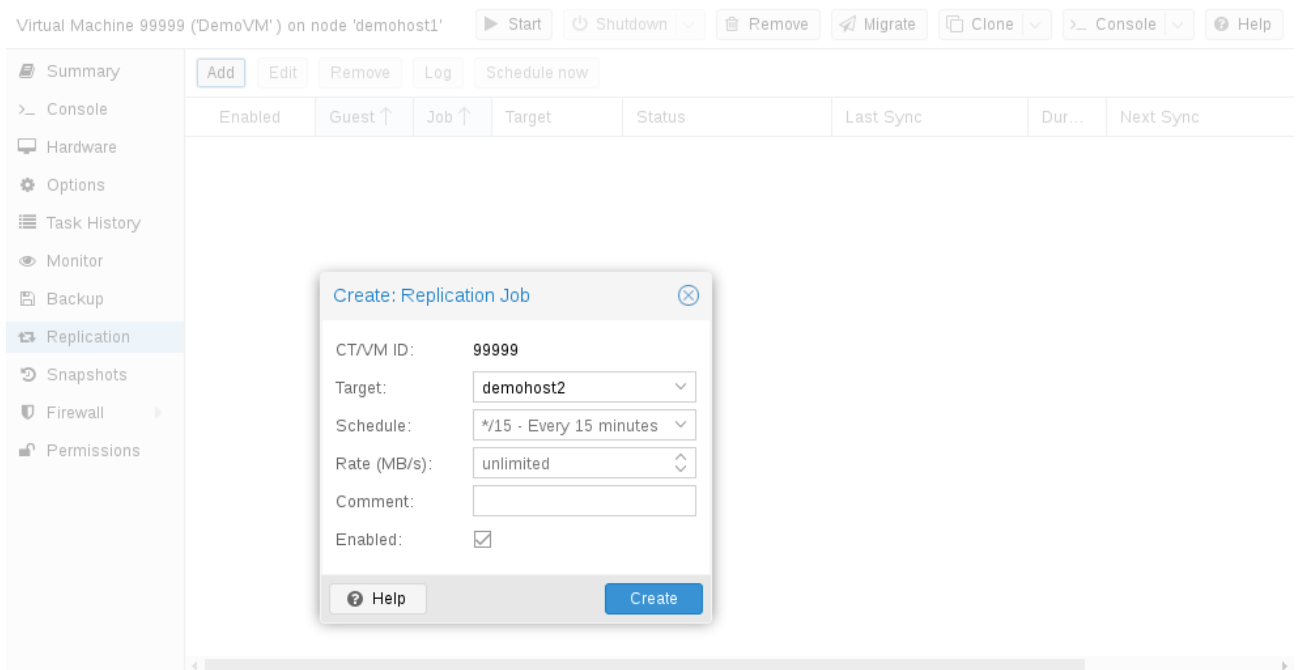 Virtual Machine 99999 ('DemoVM' ) on node 'demohost1' Start Shutdown Remove Migrate Clone >_ Console Help
Summary
>_ Console
Hardware
Options
Task History
Monitor
Backup
Replication
Snapshots
Firewall
Permissions
Add Edit Remove Log Schedule now
Enabled Guest ↑ Job ↑ Target Status Last Sync Dur... Next Sync
Create: Replication Job
CT/VM ID: 99999
Target: demohost2
Schedule: */15 - Every 15 minutes
Rate (MB/s): unlimited
Comment:
Enabled:
Help Create